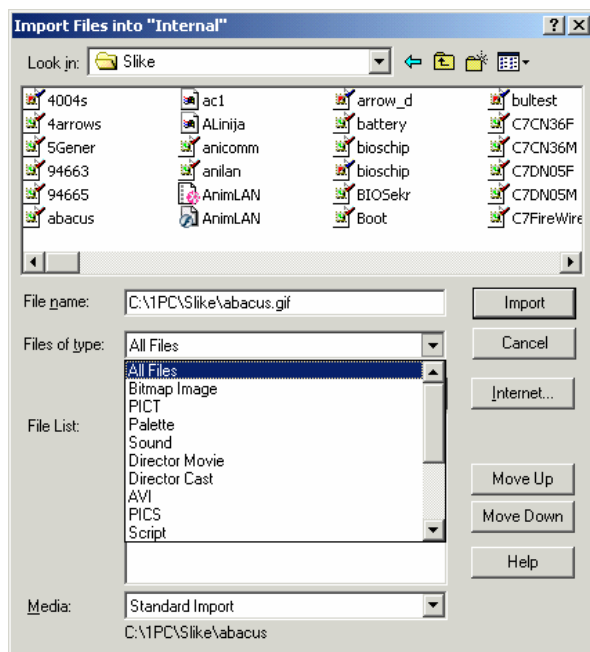 Import Files into "Internal"
Look in: Slike
4004s ac1 arrow_d bultest
4arrows ALinija battery C7CN36F
5Gener anicomm bioschip C7CN36M
94663 anilan bioschip C7DN05F
94665 AnimLAN BIOSekr C7DN05M
abacus AnimLAN Boot C7FireWire
File name: C:\1PC\Slike\abacus.gif Import
Files of type: All Files Cancel
All Files
Bitmap Image Internet...
PICT
Palette
File List: Sound
Director Movie
Director Cast Move Up
AVI
PICS Move Down
Script
Help
Media: Standard Import
C:\1PC\Slike\abacus